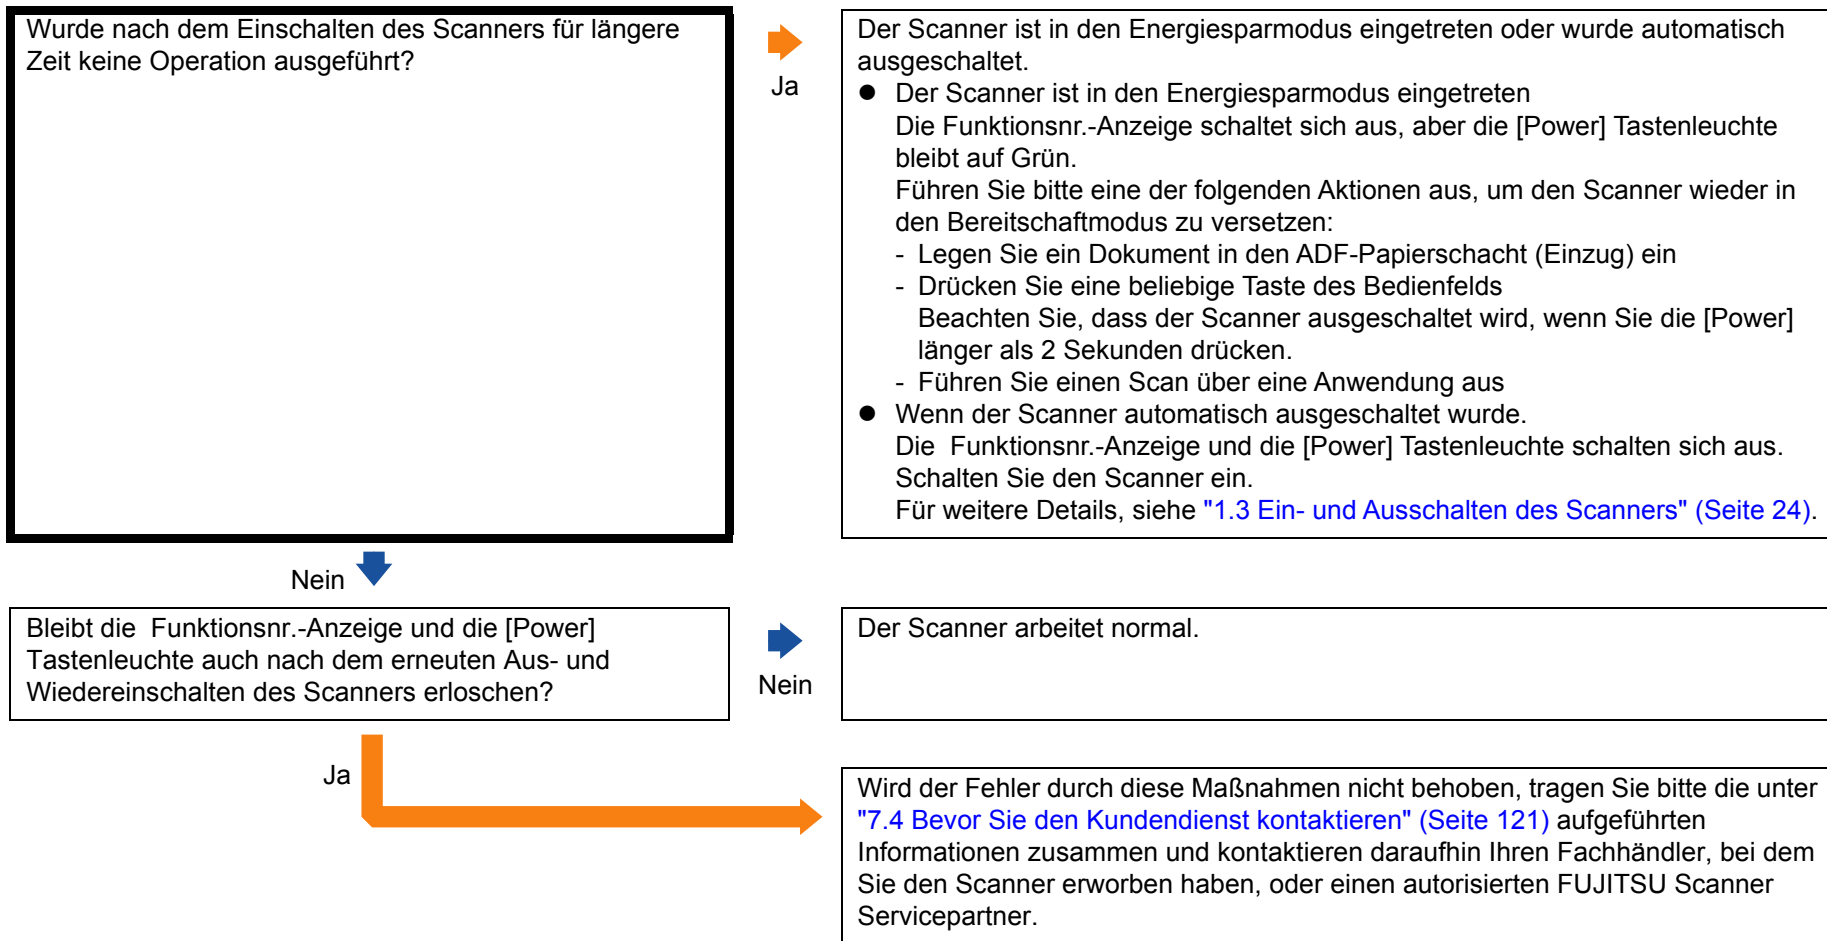 Wurde nach dem Einschalten des Scanners für längere
Zeit keine Operation ausgeführt?
Ja
Der Scanner ist in den Energiesparmodus eingetreten oder wurde automatisch
ausgeschaltet.
● Der Scanner ist in den Energiesparmodus eingetreten
Die Funktionsnr.-Anzeige schaltet sich aus, aber die [Power] Tastenleuchte
bleibt auf Grün.
Führen Sie bitte eine der folgenden Aktionen aus, um den Scanner wieder in
den Bereitschaftmodus zu versetzen:
- Legen Sie ein Dokument in den ADF-Papierschacht (Einzug) ein
- Drücken Sie eine beliebige Taste des Bedienfelds
Beachten Sie, dass der Scanner ausgeschaltet wird, wenn Sie die [Power]
länger als 2 Sekunden drücken.
- Führen Sie einen Scan über eine Anwendung aus
● Wenn der Scanner automatisch ausgeschaltet wurde.
Die Funktionsnr.-Anzeige und die [Power] Tastenleuchte schalten sich aus.
Schalten Sie den Scanner ein.
Für weitere Details, siehe "1.3 Ein- und Ausschalten des Scanners" (Seite 24).
Nein
Bleibt die Funktionsnr.-Anzeige und die [Power]
Tastenleuchte auch nach dem erneuten Aus- und
Wiedereinschalten des Scanners erloschen?
Nein
Der Scanner arbeitet normal.
Ja
Wird der Fehler durch diese Maßnahmen nicht behoben, tragen Sie bitte die unter
"7.4 Bevor Sie den Kundendienst kontaktieren" (Seite 121) aufgeführten
Informationen zusammen und kontaktieren daraufhin Ihren Fachhändler, bei dem
Sie den Scanner erworben haben, oder einen autorisierten FUJITSU Scanner
Servicepartner.